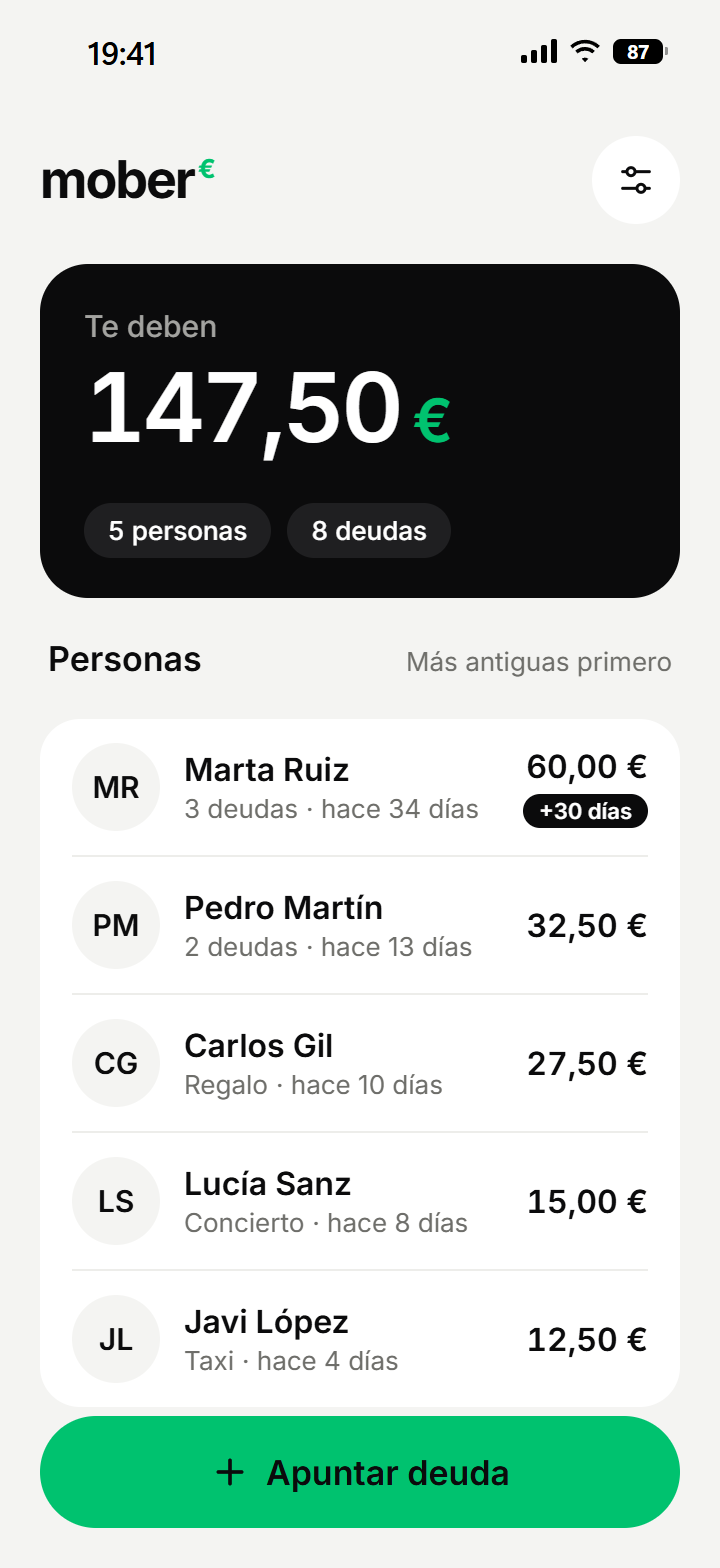 19:41
87
mober€
Te deben
147,50 €
5 personas
8 deudas
Personas
Más antiguas primero
MR
Marta Ruiz
3 deudas · hace 34 días
60,00 €
+30 días
PM
Pedro Martín
2 deudas · hace 13 días
32,50 €
CG
Carlos Gil
Regalo · hace 10 días
27,50 €
LS
Lucía Sanz
Concierto · hace 8 días
15,00 €
JL
Javi López
Taxi · hace 4 días
12,50 €
+ Apuntar deuda